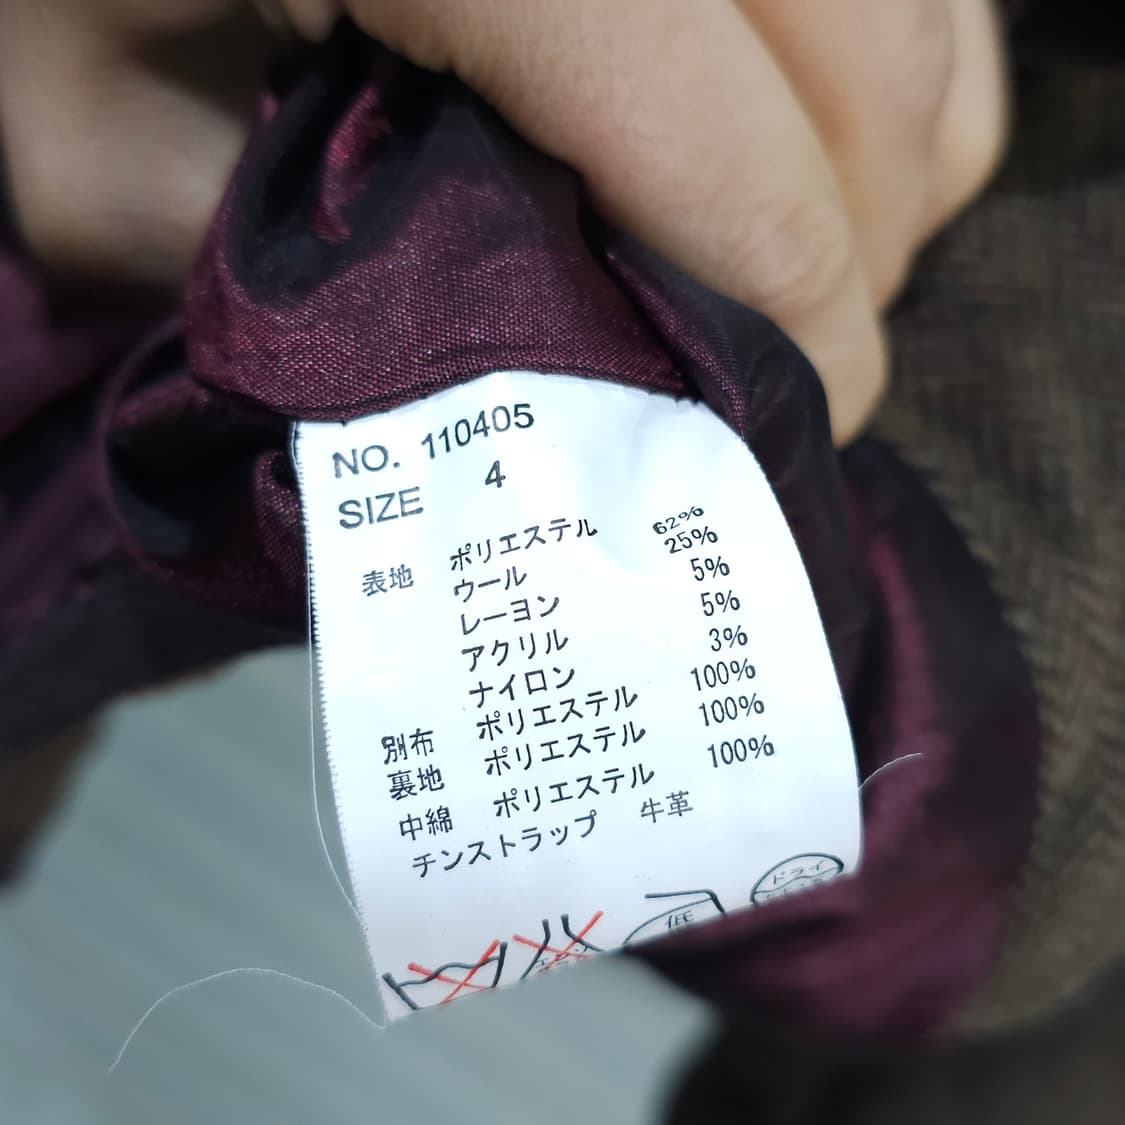 NO. 110405
SIZE 4
表地 ポリエステル 62%
ウール 25%
レーヨン 5%
アクリル 5%
ナイロン 3%
別布 ポリエステル 100%
裏地 ポリエステル 100%
中綿 ポリエステル 100%
チンストラップ 牛革
低
ドライ